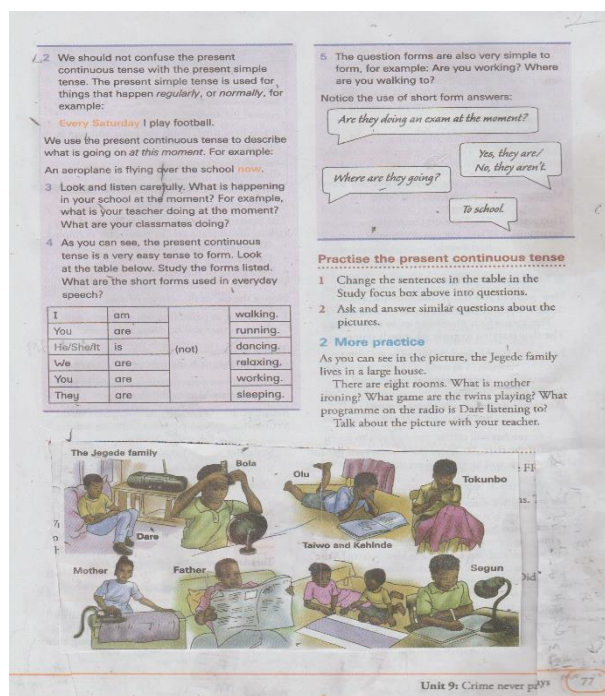 2 We should not confuse the present
continuous tense with the present simple
tense. The present simple tense is used for
things that happen regularly, or normally, for
example:
Every Saturday I play football.
We use the present continuous tense to describe
what is going on at this moment. For example:
An aeroplane is flying over the school now.
3 Look and listen carefully. What is happening
in your school at the moment? For example,
what is your teacher doing at the moment?
What are your classmates doing?
4 As you can see, the present continuous
tense is a very easy tense to form. Look
at the table below. Study the forms listed.
What are the short forms used in everyday
speech?
I am walking.
You are running.
He/She/It is (not) dancing.
We are relaxing.
You are working.
They are sleeping.
5 The question forms are also very simple to
form, for example: Are you working? Where
are you walking to?
Notice the use of short form answers:
Are they doing an exam at the moment?
Yes, they are/
No, they aren't.
Where are they going?
To school.
Practise the present continuous tense
1 Change the sentences in the table in the
Study focus box above into questions.
2 Ask and answer similar questions about the
pictures.
2 More practice
As you can see in the picture, the Jegede family
lives in a large house.
There are eight rooms. What is mother
ironing? What game are the twins playing? What
programme on the radio is Dare listening to?
Talk about the picture with your teacher.
The Jegede family
Bola
Olu
Tokunbo
Dare
Taiwo and Kehinde
Mother
Father
Segun
Unit 9: Crime never pays
77